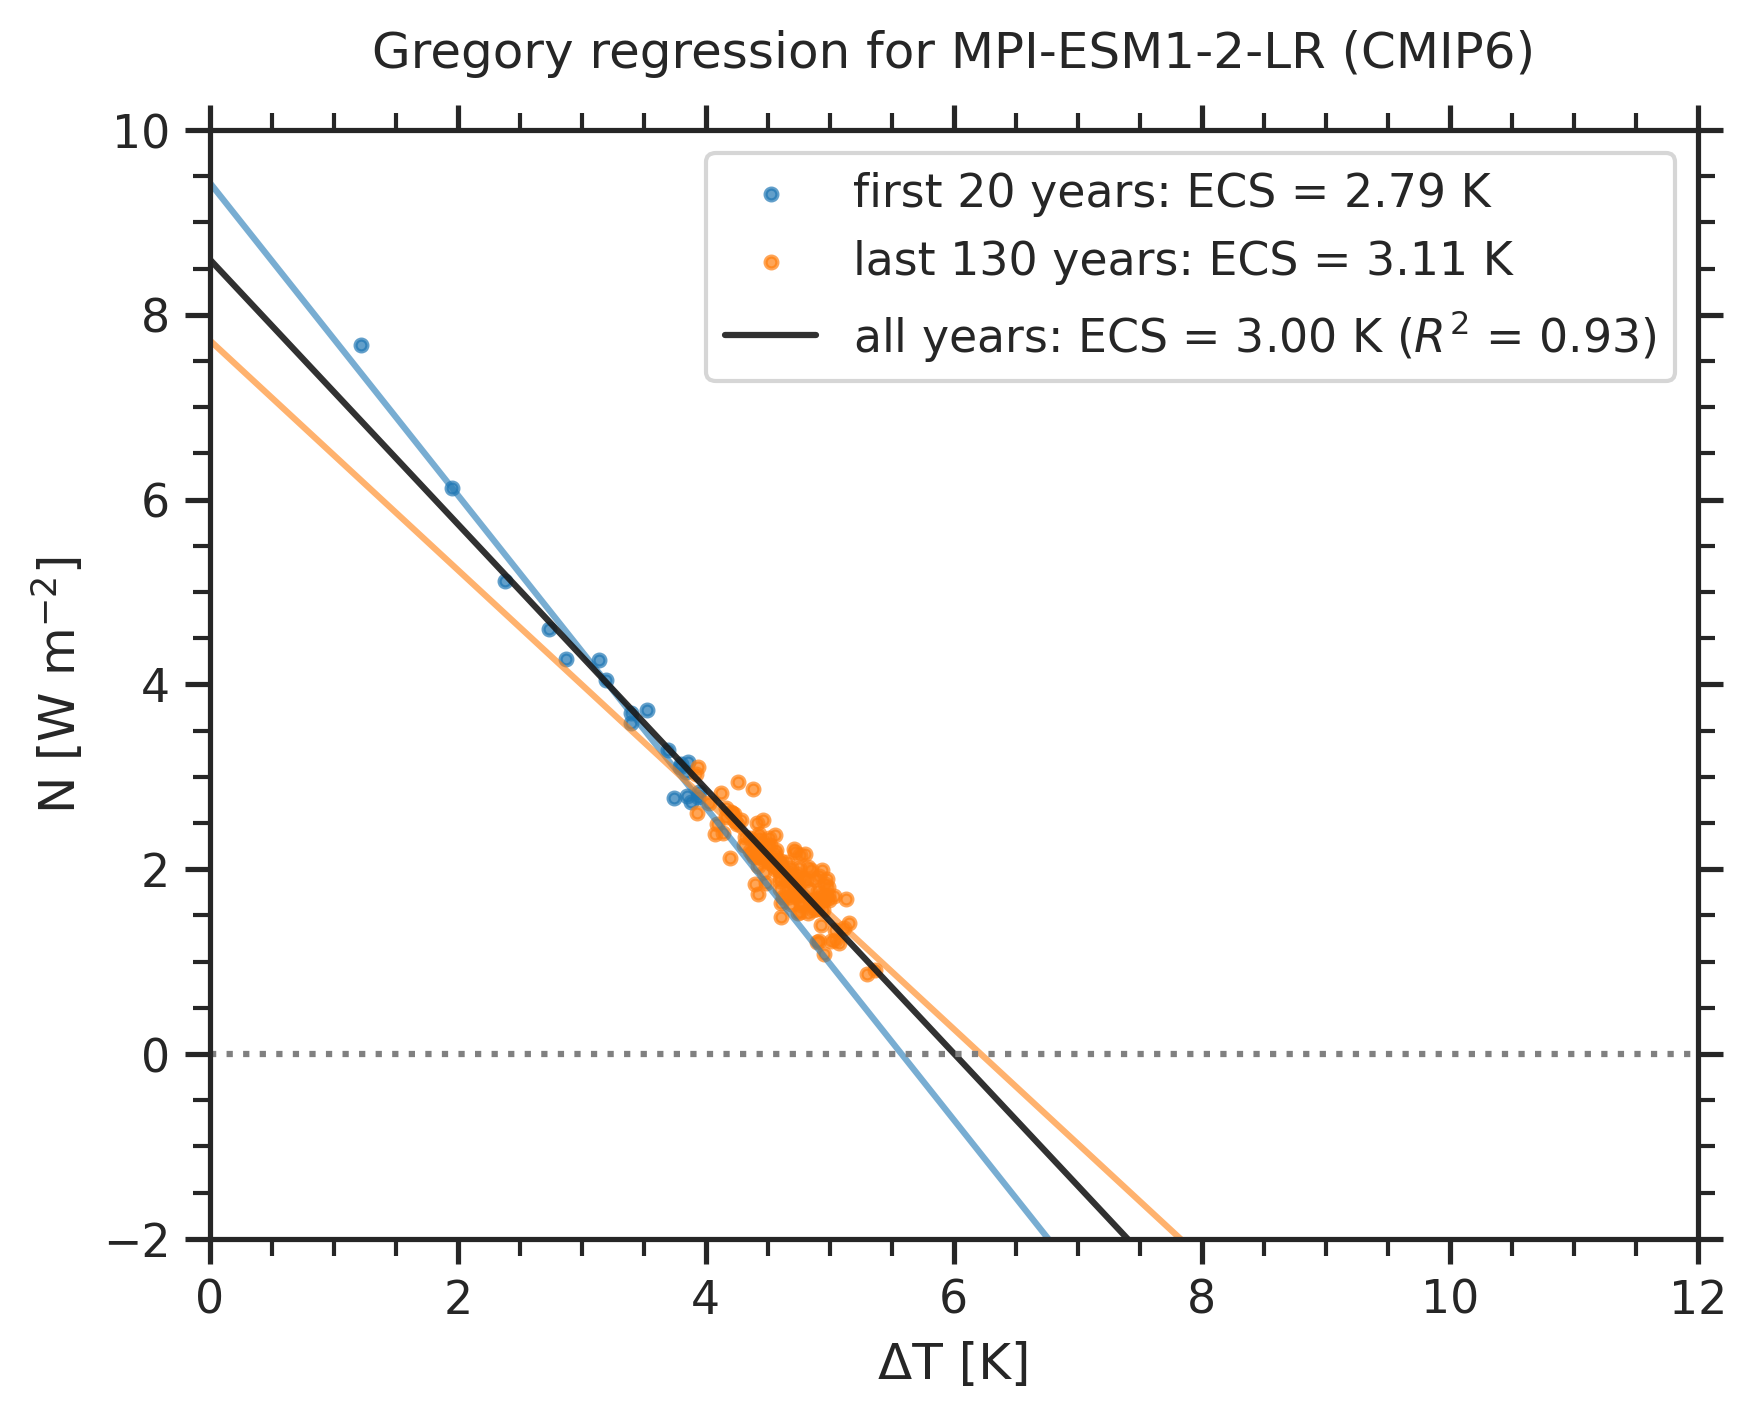 Gregory regression for MPI-ESM1-2-LR (CMIP6)
first 20 years: ECS = 2.79 K
last 130 years: ECS = 3.11 K
all years: ECS = 3.00 K (R² = 0.93)
10
8
6
4
2
0
−2
N [W m⁻²]
0 2 4 6 8 10 12
ΔT [K]